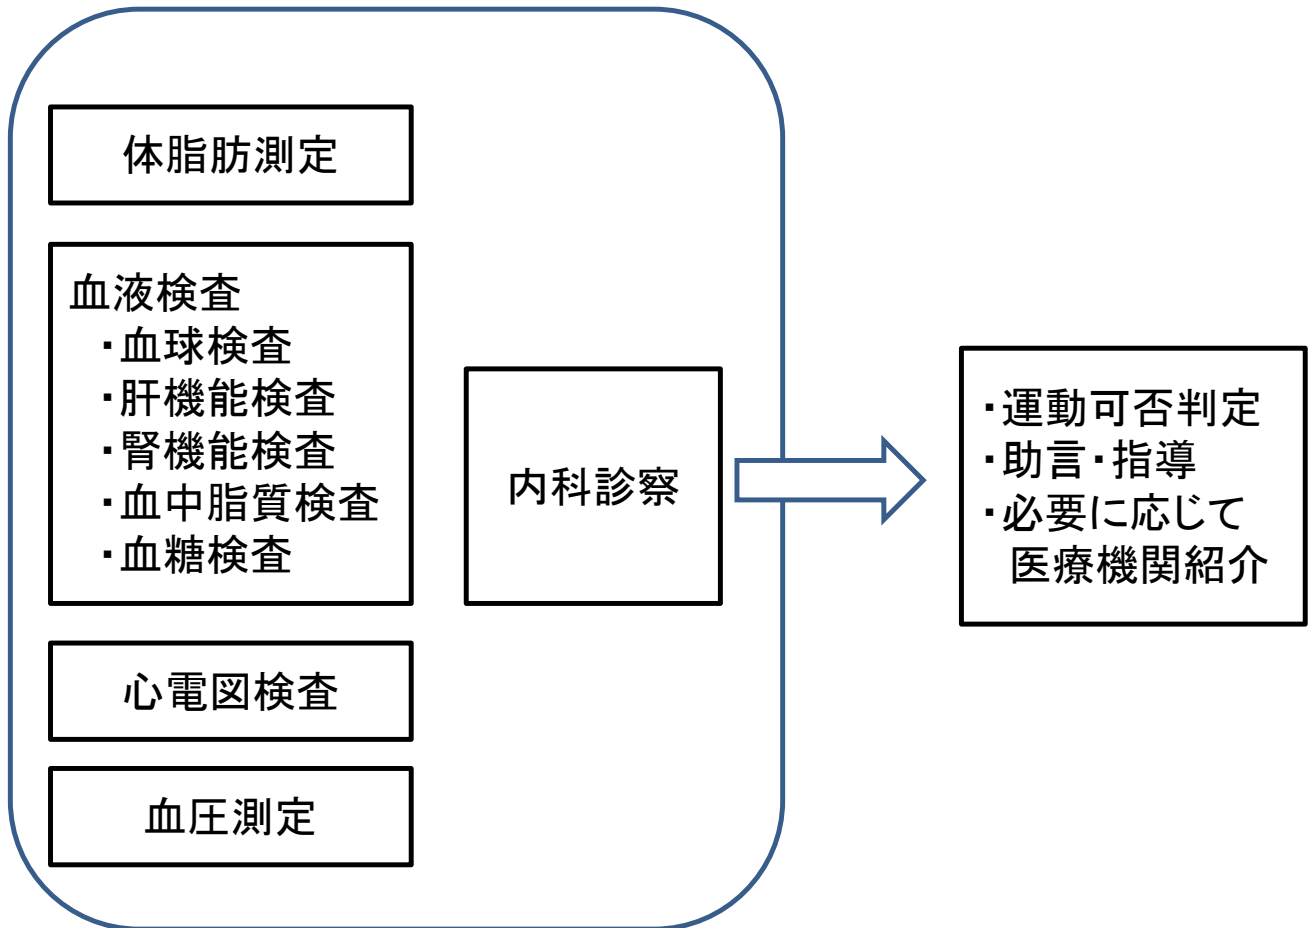 体脂肪測定
血液検査
・血球検査
・肝機能検査
・腎機能検査
・血中脂質検査
・血糖検査
心電図検査
血圧測定
内科診察
・運動可否判定
・助言・指導
・必要に応じて
医療機関紹介